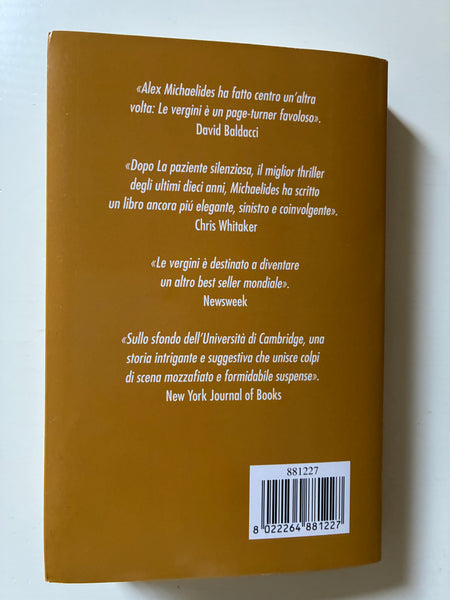 «Alex Michaelides ha fatto centro un'altra
volta: Le vergini è un page-turner favoloso».
David Baldacci
«Dopo La paziente silenziosa, il miglior thriller
degli ultimi dieci anni, Michaelides ha scritto
un libro ancora piú elegante, sinistro e coinvolgente».
Chris Whitaker
«Le vergini è destinato a diventare
un altro best seller mondiale».
Newsweek
«Sullo sfondo dell'Università di Cambridge, una
storia intrigante e suggestiva che unisce colpi
di scena mozzafiato e formidabile suspense».
New York Journal of Books
881227
8 022264 881227